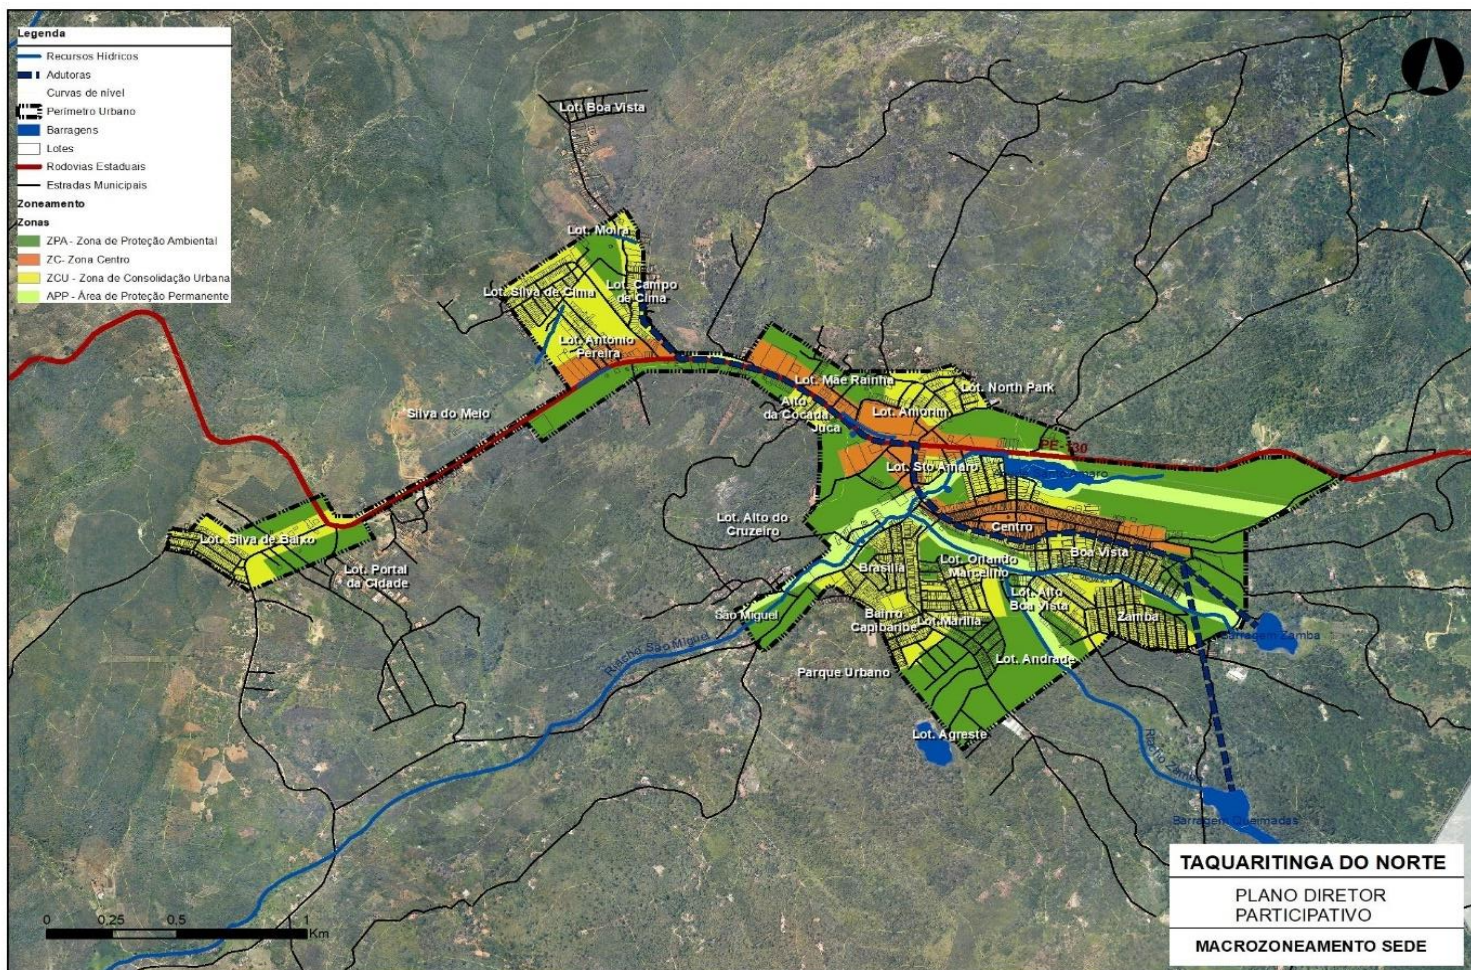 Legenda
Recursos Hídricos
Adutoras
Curvas de nível
Perímetro Urbano
Barragens
Lotes
Rodovias Estaduais
Estradas Municipais
Zoneamento
Zonas
ZPA - Zona de Proteção Ambiental
ZC- Zona Centro
ZCU - Zona de Consolidação Urbana
APP - Área de Proteção Permanente
Lot. Boa Vista
Lot. Moira
Lot. Silva de Cima
Lot. Campo
de Cima
Lot. Antonio
Pereira
Silva do Meio
Lot. Mãe Rainha
Lot. North Park
Alto
da Cocada
Juca
Lot. Amorim
PE-130
Lot. Sto Amaro
Amaro
Lot. Alto do
Cruzeiro
Centro
Boa Vista
Lot. Silva de Baixo
Lot. Portal
da Cidade
Brasília
Lot. Orlando
Marcelino
Lot. Alto
Boa Vista
São Miguel
Bairro
Capibaribe
Lot. Marilia
Zamba
Barragem Zamba
Riacho São Miguel
Parque Urbano
Lot. Andrade
Lot. Agreste
Riacho Zamba
Barragem Queimadas
TAQUARITINGA DO NORTE
PLANO DIRETOR
PARTICIPATIVO
MACROZONEAMENTO SEDE
0 0,25 0,5 1
Km